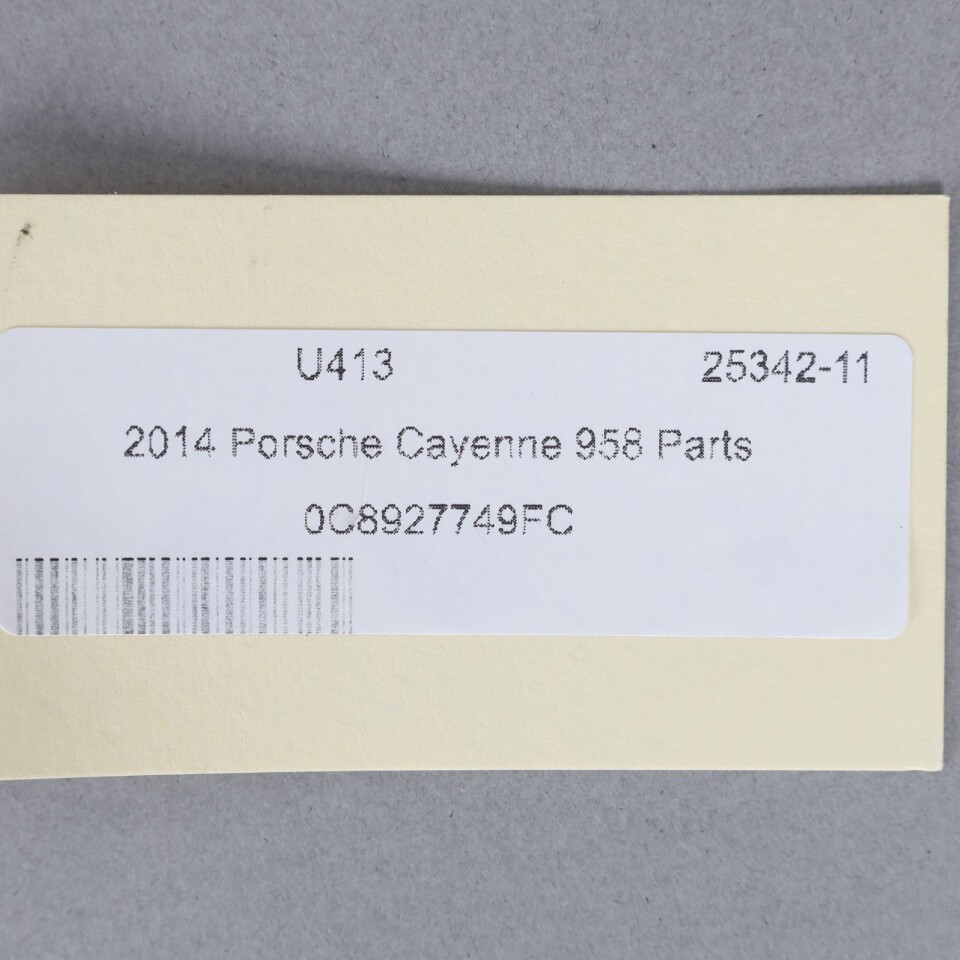 U413 25342-11
2014 Porsche Cayenne 958 Parts
0C8927749FC